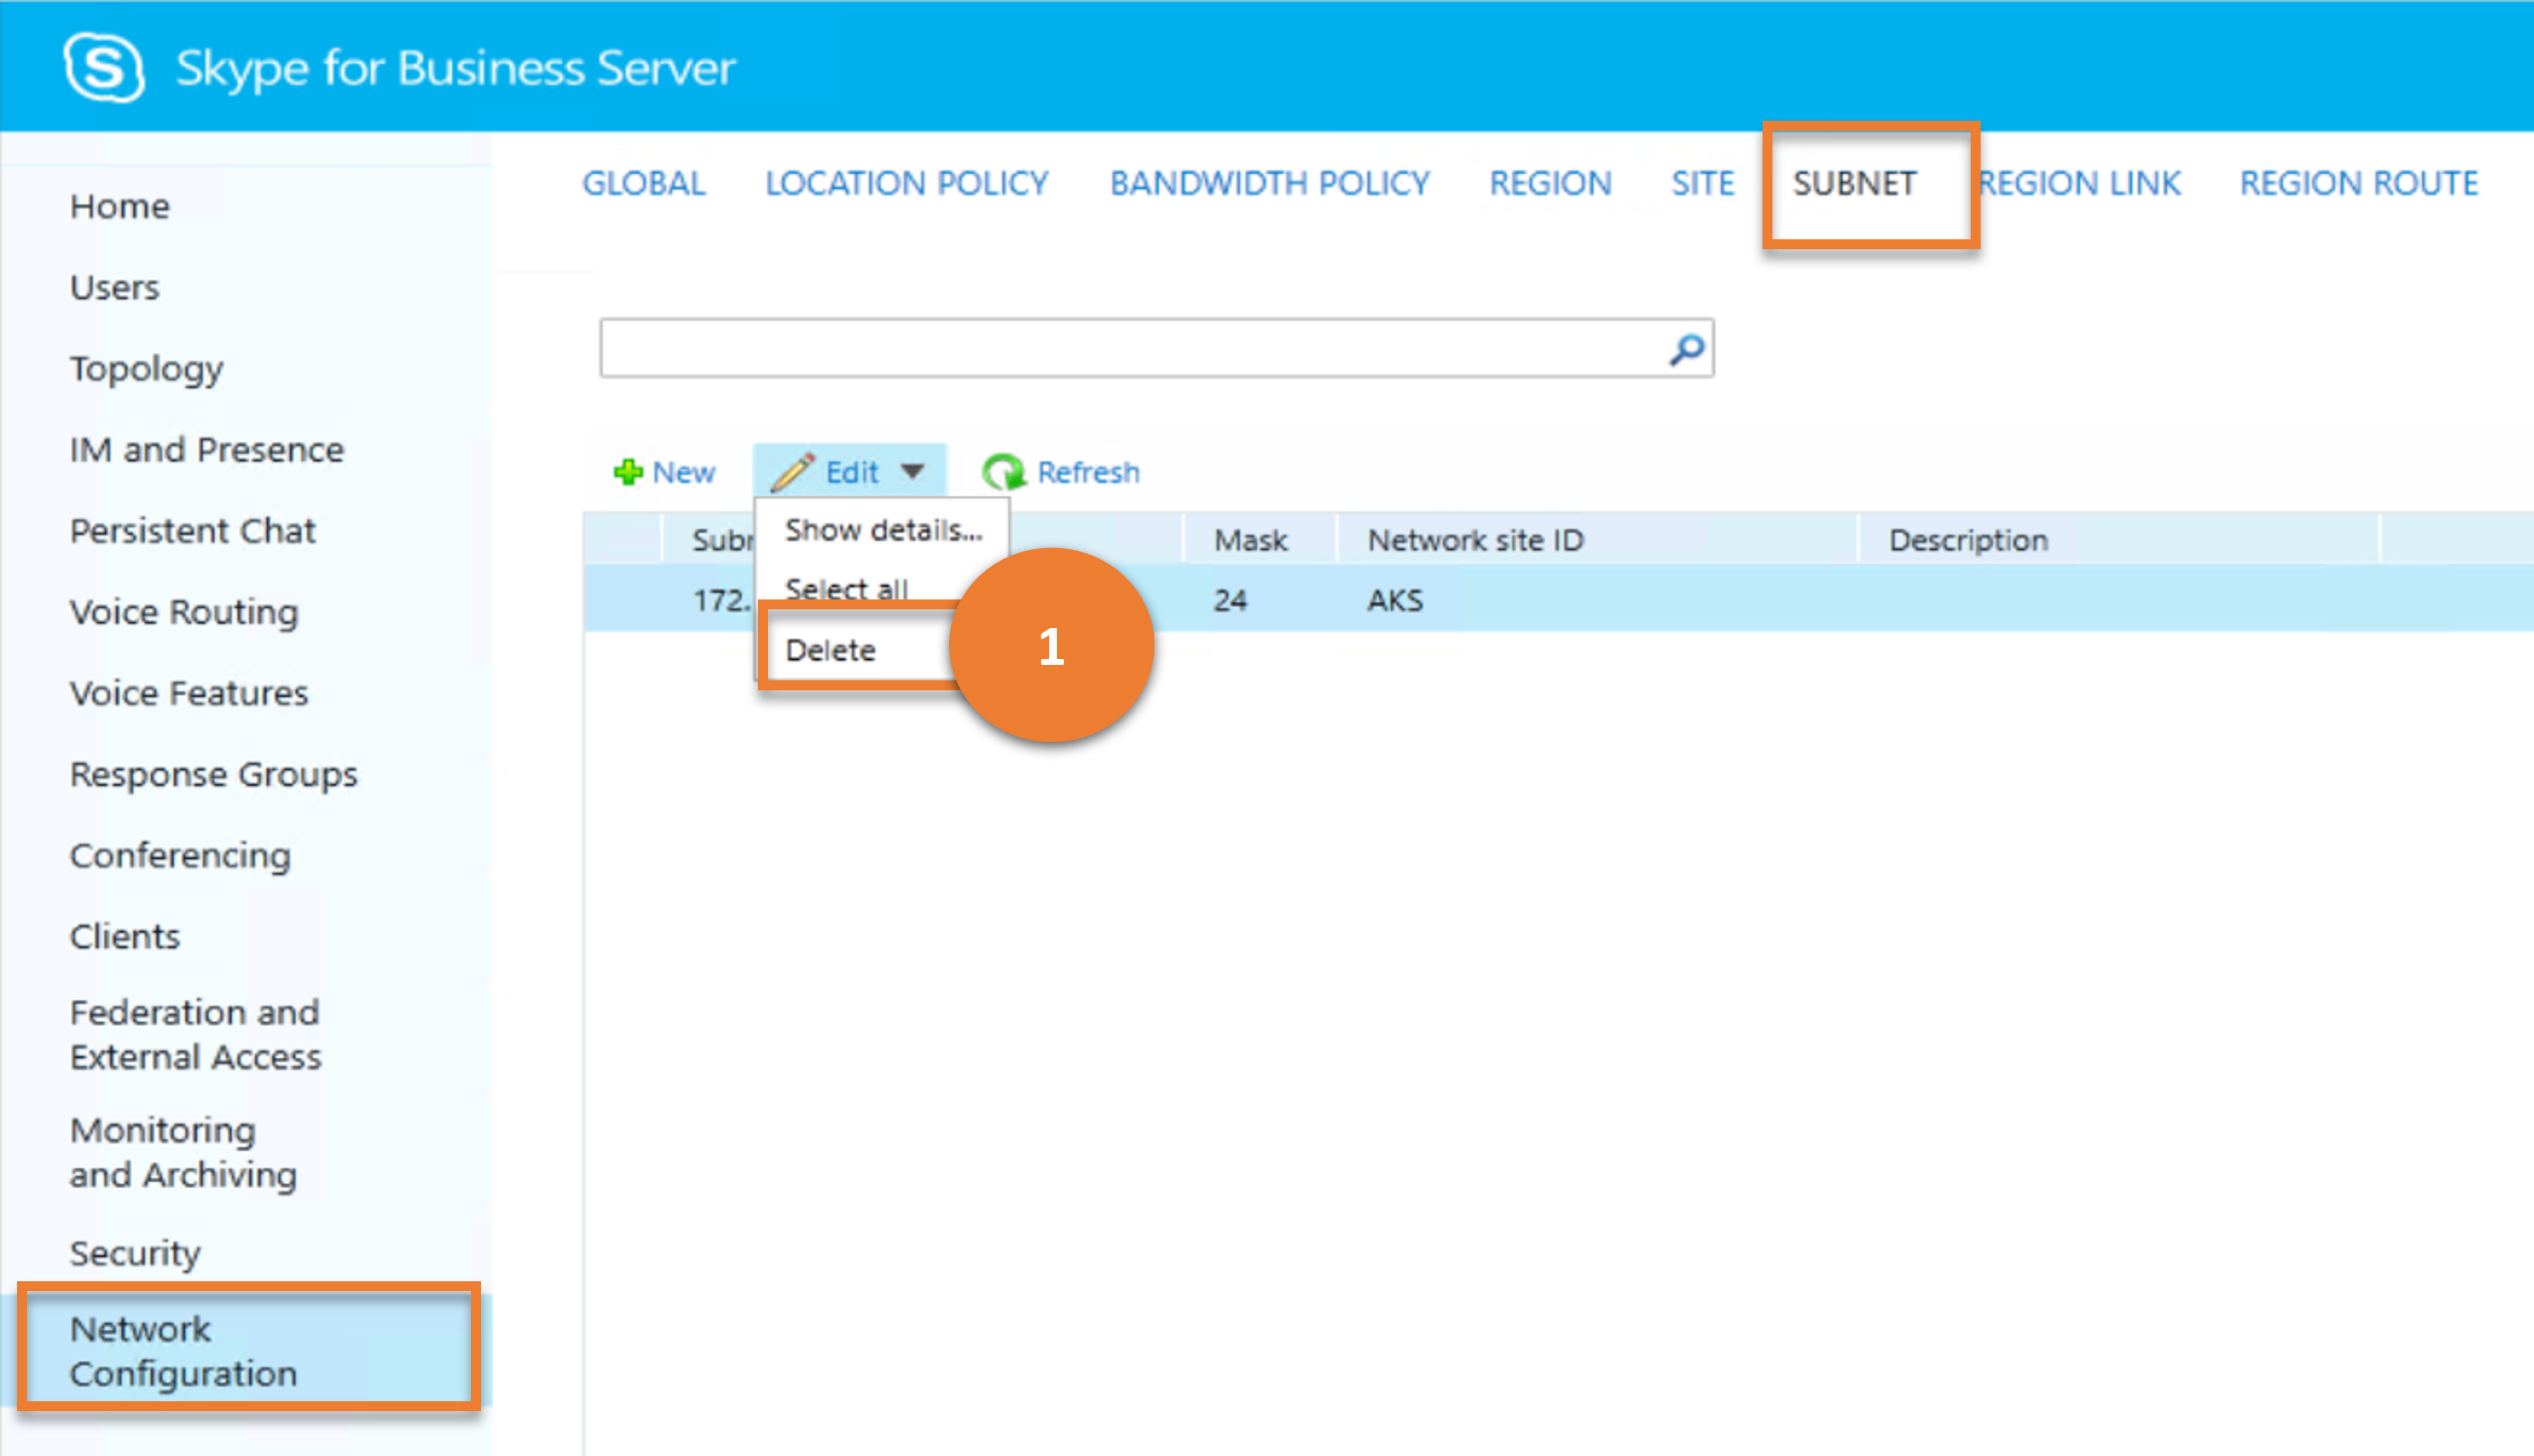 Skype for Business Server
GLOBAL LOCATION POLICY BANDWIDTH POLICY REGION SITE SUBNET REGION LINK REGION ROUTE
Home
Users
Topology
IM and Presence
Persistent Chat
Voice Routing
Voice Features
Response Groups
Conferencing
Clients
Federation and
External Access
Monitoring
and Archiving
Security
Network
Configuration
New Edit Refresh
Show details...
Select all
Delete
1
Mask Network site ID Description
172. 24 AKS